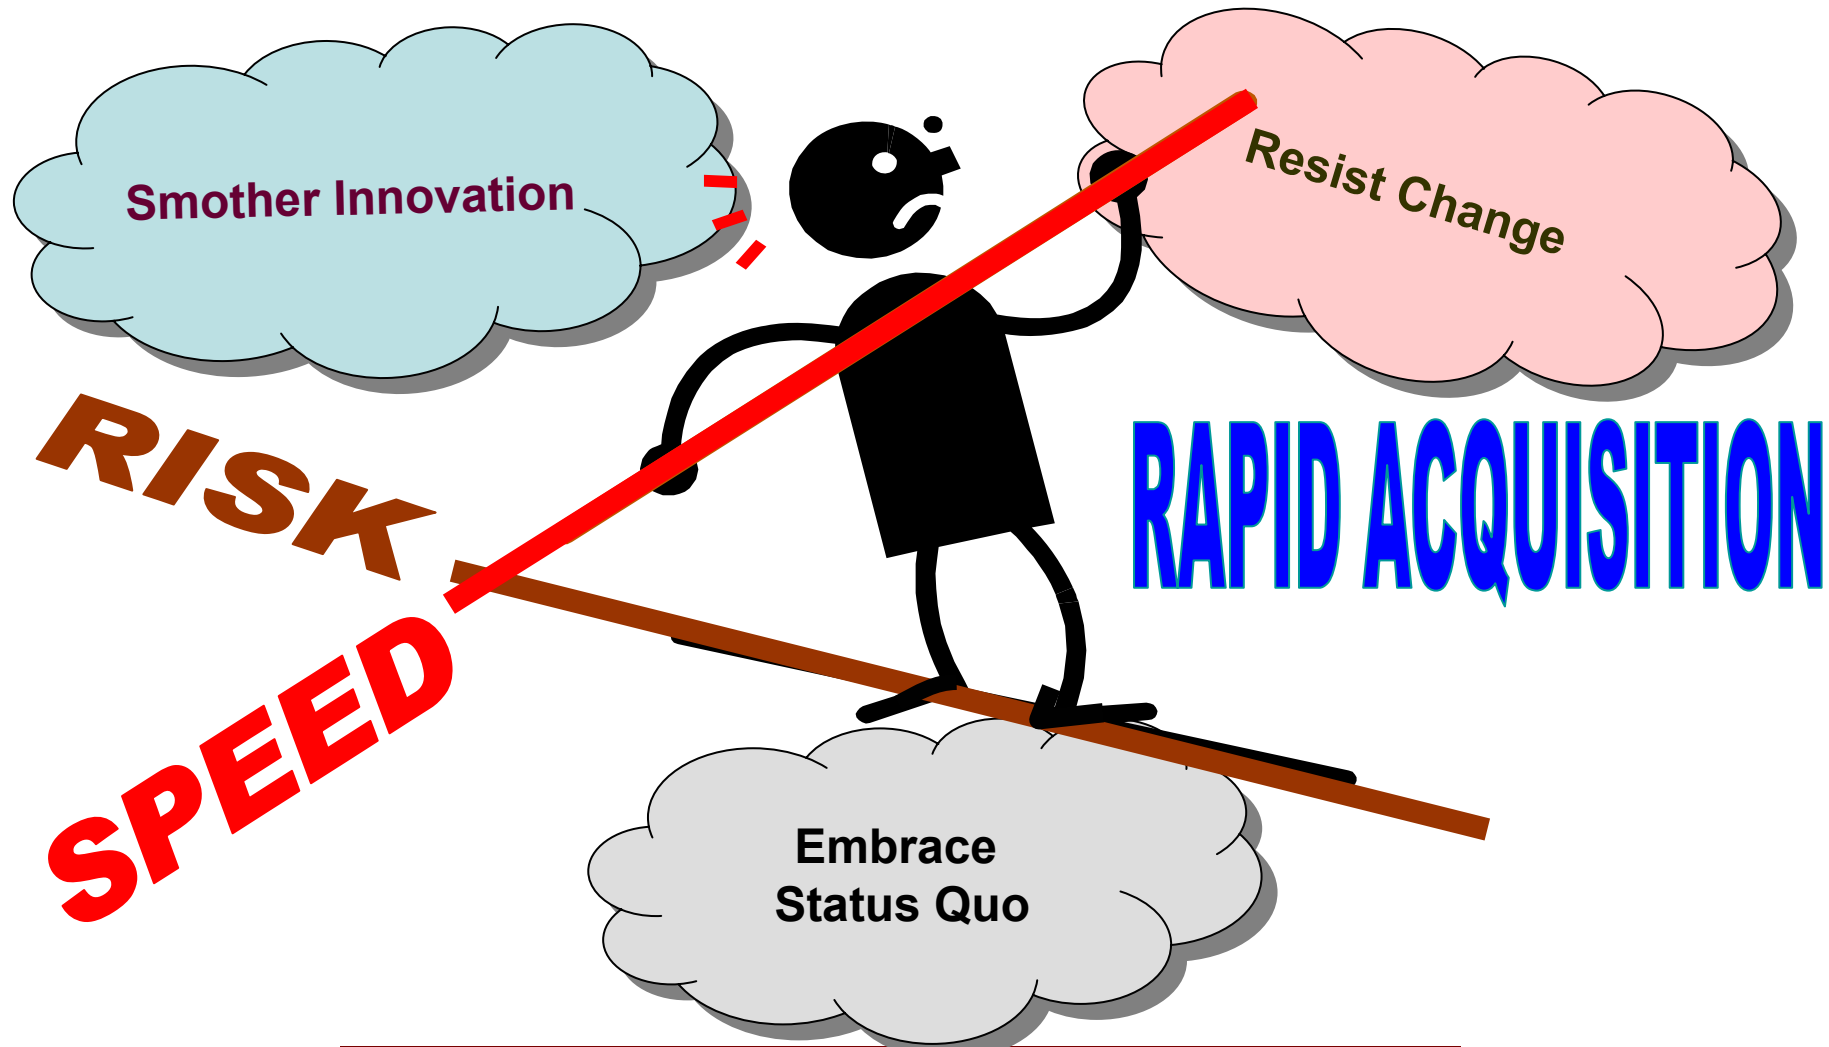 Smother Innovation
Resist Change
RISK
RAPID ACQUISITION
SPEED
Embrace
Status Quo